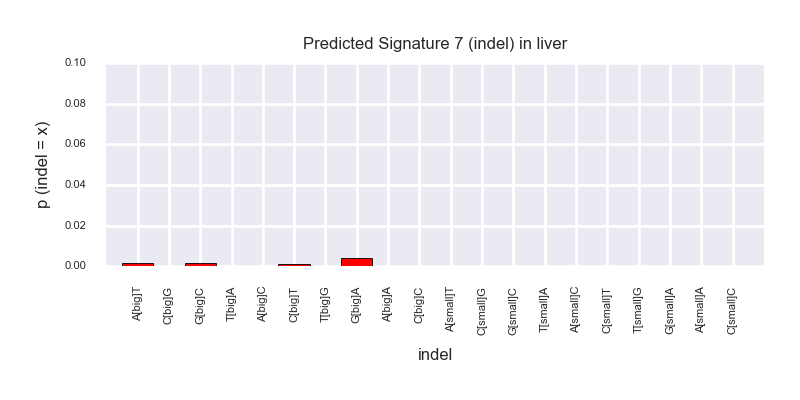 Predicted Signature 7 (indel) in liver
0.10
0.08
0.06
0.04
0.02
0.00
p (indel = x)
A[big]T
C[big]G
G[big]C
T[big]A
A[big]C
C[big]T
T[big]G
G[big]A
A[big]A
C[big]C
A[small]T
C[small]G
G[small]C
T[small]A
A[small]C
C[small]T
T[small]G
G[small]A
A[small]A
C[small]C
indel